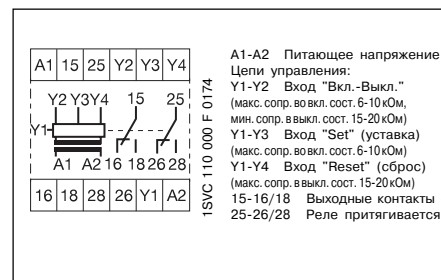 A1 15 25 Y2 Y3 Y4
Y2 Y3 Y4 15 25
Y1
A1 A2 16 18 26 28
16 18 28 26 Y1 A2
1SVC 110 000 F 0174
A1-A2 Питающее напряжение
Цепи управления:
Y1-Y2 Вход "Вкл.-Выкл."
(макс. сопр. во вкл. сост. 6-10 кОм,
мин. сопр. в выкл. сост. 15-20 кОм)
Y1-Y3 Вход "Set" (уставка)
(макс. сопр. во вкл. сост. 6-10 кОм)
Y1-Y4 Вход "Reset" (сброс)
(макс. сопр. в выкл. сост. 15-20 кОм)
15-16/18 Выходные контакты
25-26/28 Реле притягивается